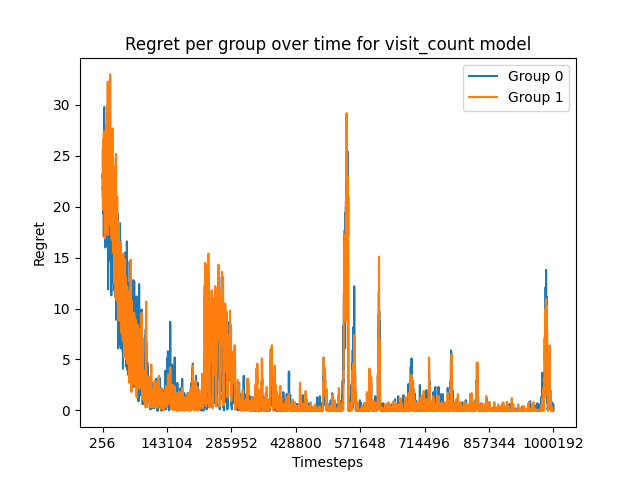 Regret per group over time for visit_count model
Group 0
Group 1
Regret
30
25
20
15
10
5
0
256 143104 285952 428800 571648 714496 857344 1000192
Timesteps